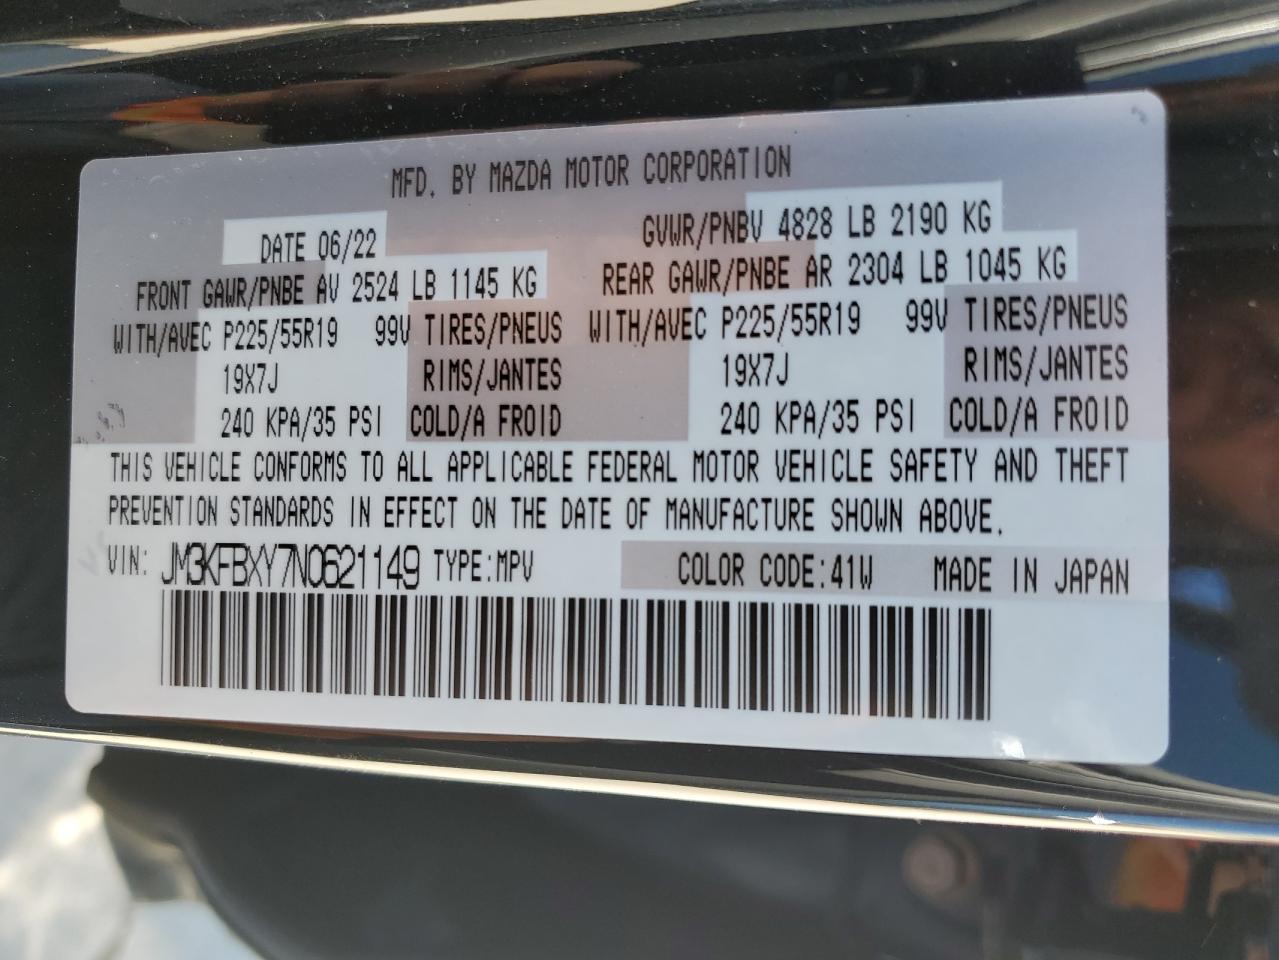 MFD. BY MAZDA MOTOR CORPORATION
DATE 06/22 GVWR/PNBV 4828 LB 2190 KG
FRONT GAWR/PNBE AV 2524 LB 1145 KG REAR GAWR/PNBE AR 2304 LB 1045 KG
WITH/AVEC P225/55R19 99V TIRES/PNEUS WITH/AVEC P225/55R19 99V TIRES/PNEUS
19X7J RIMS/JANTES 19X7J RIMS/JANTES
240 KPA/35 PSI COLD/A FROID 240 KPA/35 PSI COLD/A FROID
THIS VEHICLE CONFORMS TO ALL APPLICABLE FEDERAL MOTOR VEHICLE SAFETY AND THEFT
PREVENTION STANDARDS IN EFFECT ON THE DATE OF MANUFACTURE SHOWN ABOVE.
VIN: JM3KFBXY7N0621149 TYPE:MPV COLOR CODE:41W MADE IN JAPAN